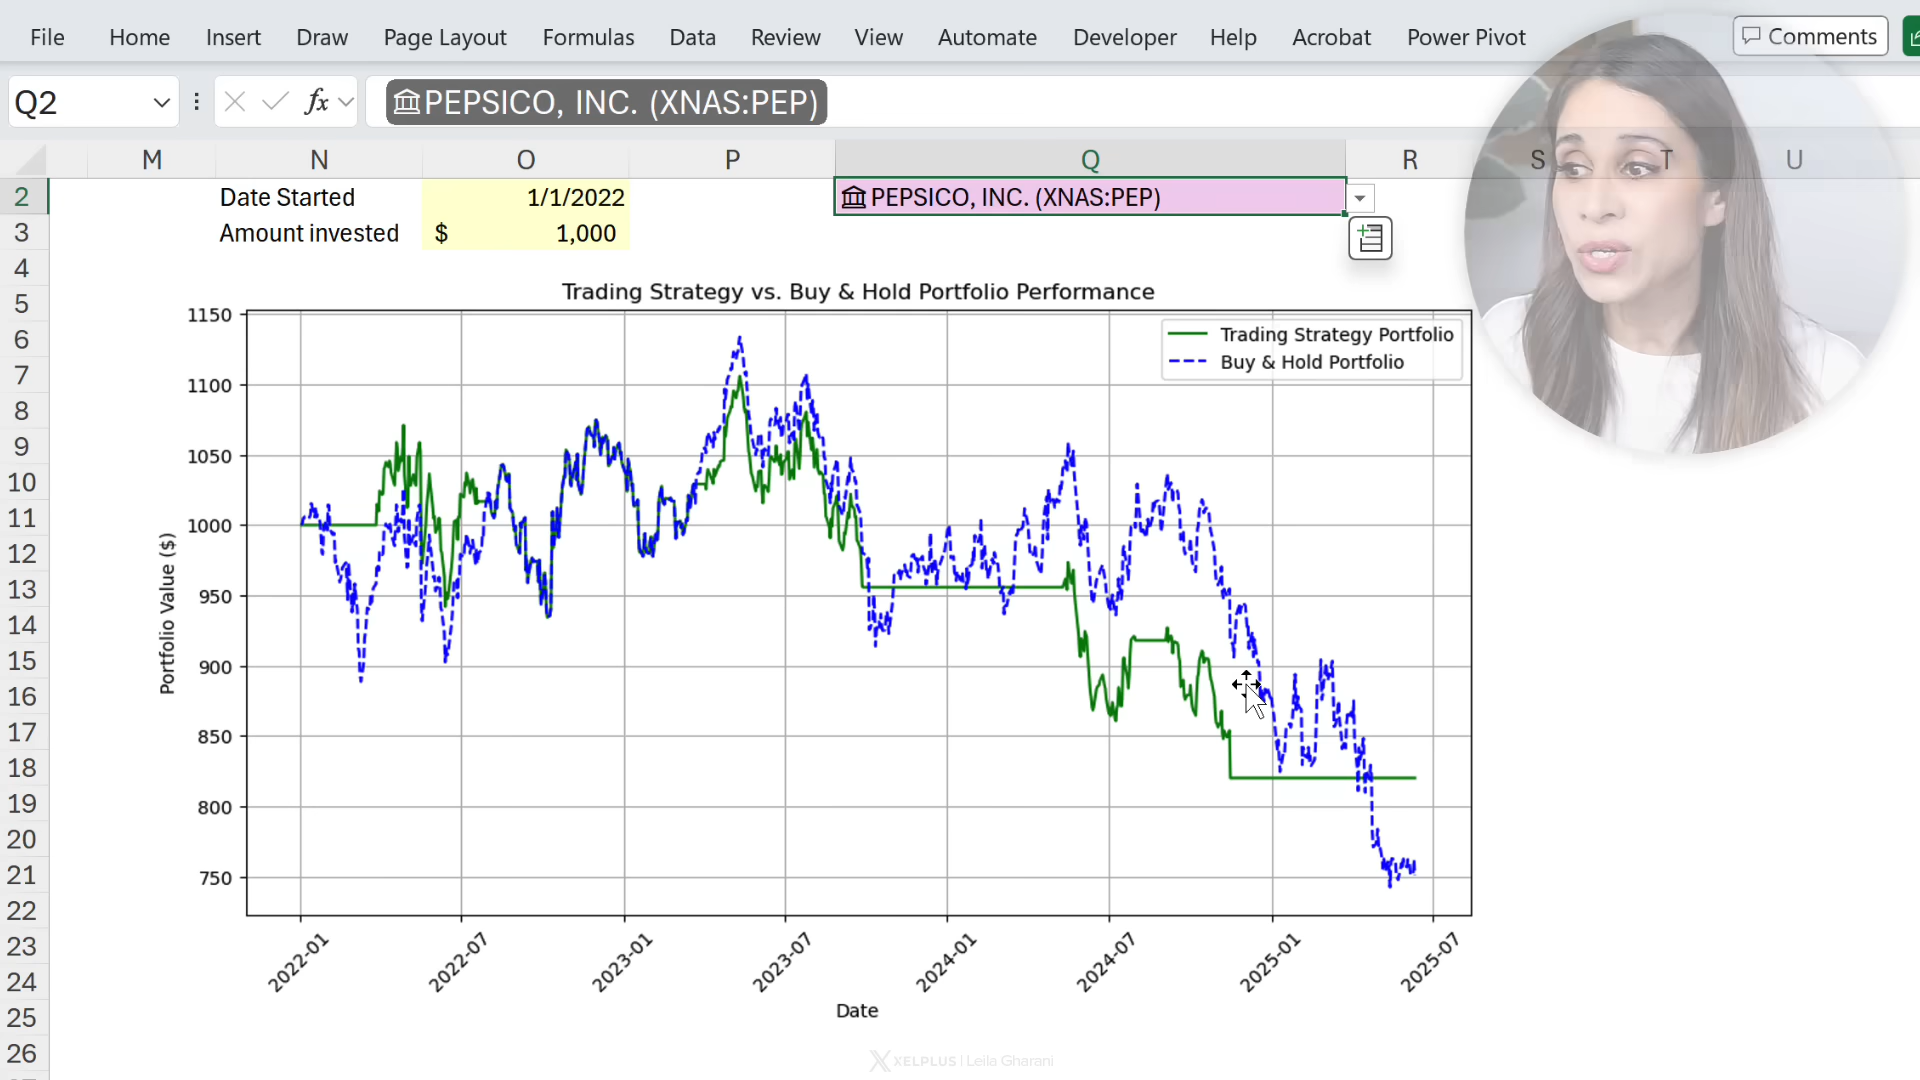 File Home Insert Draw Page Layout Formulas Data Review View Automate Developer Help Acrobat Power Pivot Comments
Q2 fx PEPSICO, INC. (XNAS:PEP)
M N O P Q R S T U
2 Date Started 1/1/2022 PEPSICO, INC. (XNAS:PEP)
3 Amount invested $ 1,000
4
5
6
7
8
9
10
11
12
13
14
15
16
17
18
19
20
21
22
23
24
25
26
Trading Strategy vs. Buy & Hold Portfolio Performance
Trading Strategy Portfolio
Buy & Hold Portfolio
Portfolio Value ($)
1150
1100
1050
1000
950
900
850
800
750
2022-01 2022-07 2023-01 2023-07 2024-01 2024-07 2025-01 2025-07
Date
XELPLUS | Leila Gharani